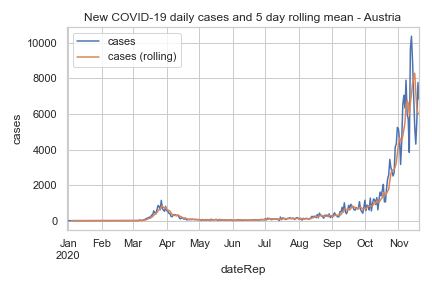 New COVID-19 daily cases and 5 day rolling mean - Austria
cases
cases (rolling)
10000
8000
6000
4000
2000
0
cases
Jan Feb Mar Apr May Jun Jul Aug Sep Oct Nov
2020
dateRep